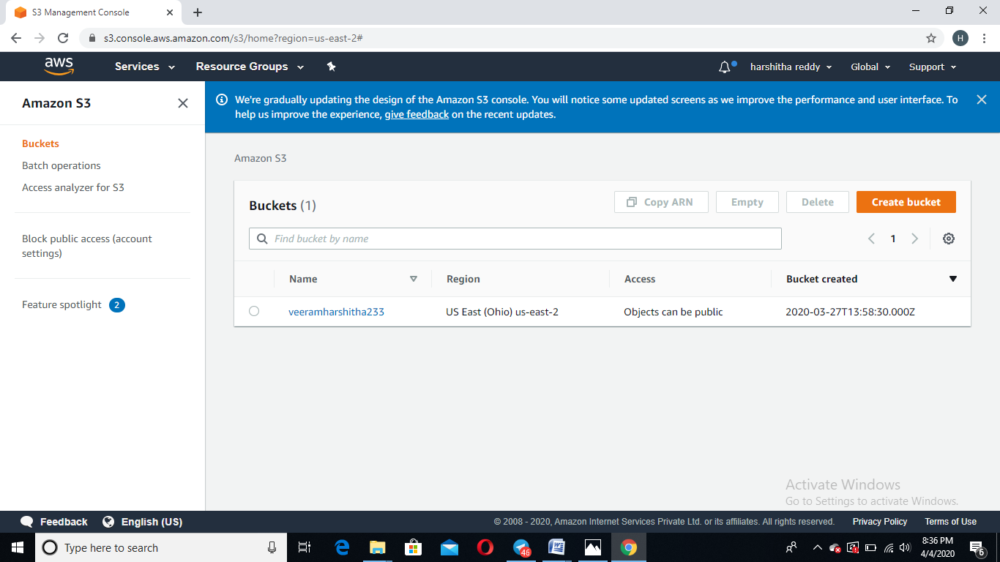 S3 Management Console
s3.console.aws.amazon.com/s3/home?region=us-east-2#
H
aws
Services
Resource Groups
harshitha reddy
Global
Support
Amazon S3
Buckets
Batch operations
Access analyzer for S3
Block public access (account
settings)
Feature spotlight 2
We're gradually updating the design of the Amazon S3 console. You will notice some updated screens as we improve the performance and user interface. To
help us improve the experience, give feedback on the recent updates.
Amazon S3
Buckets (1)
Copy ARN
Empty
Delete
Create bucket
Find bucket by name
1
Name
Region
Access
Bucket created
veeramharshitha233
US East (Ohio) us-east-2
Objects can be public
2020-03-27T13:58:30.000Z
Activate Windows
Go to Settings to activate Windows.
Feedback
English (US)
© 2008 - 2020, Amazon Internet Services Private Ltd. or its affiliates. All rights reserved.
Privacy Policy
Terms of Use
Type here to search
46
8:36 PM
4/4/2020
6